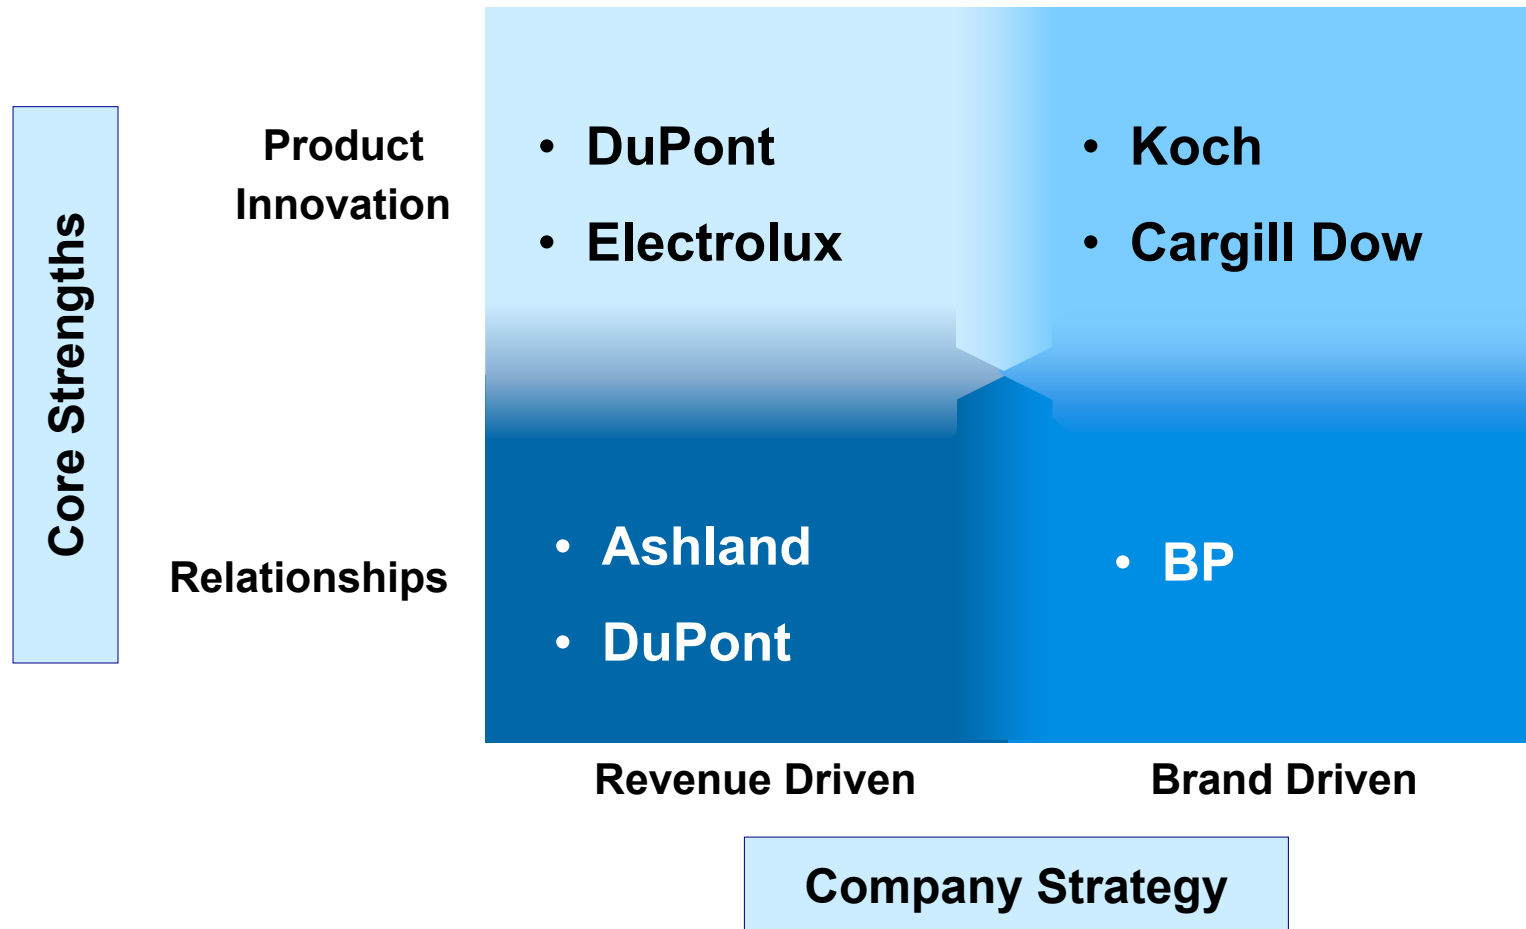 Core Strengths
Product
Innovation
• DuPont
• Electrolux
• Koch
• Cargill Dow
Relationships
• Ashland
• DuPont
• BP
Revenue Driven
Brand Driven
Company Strategy